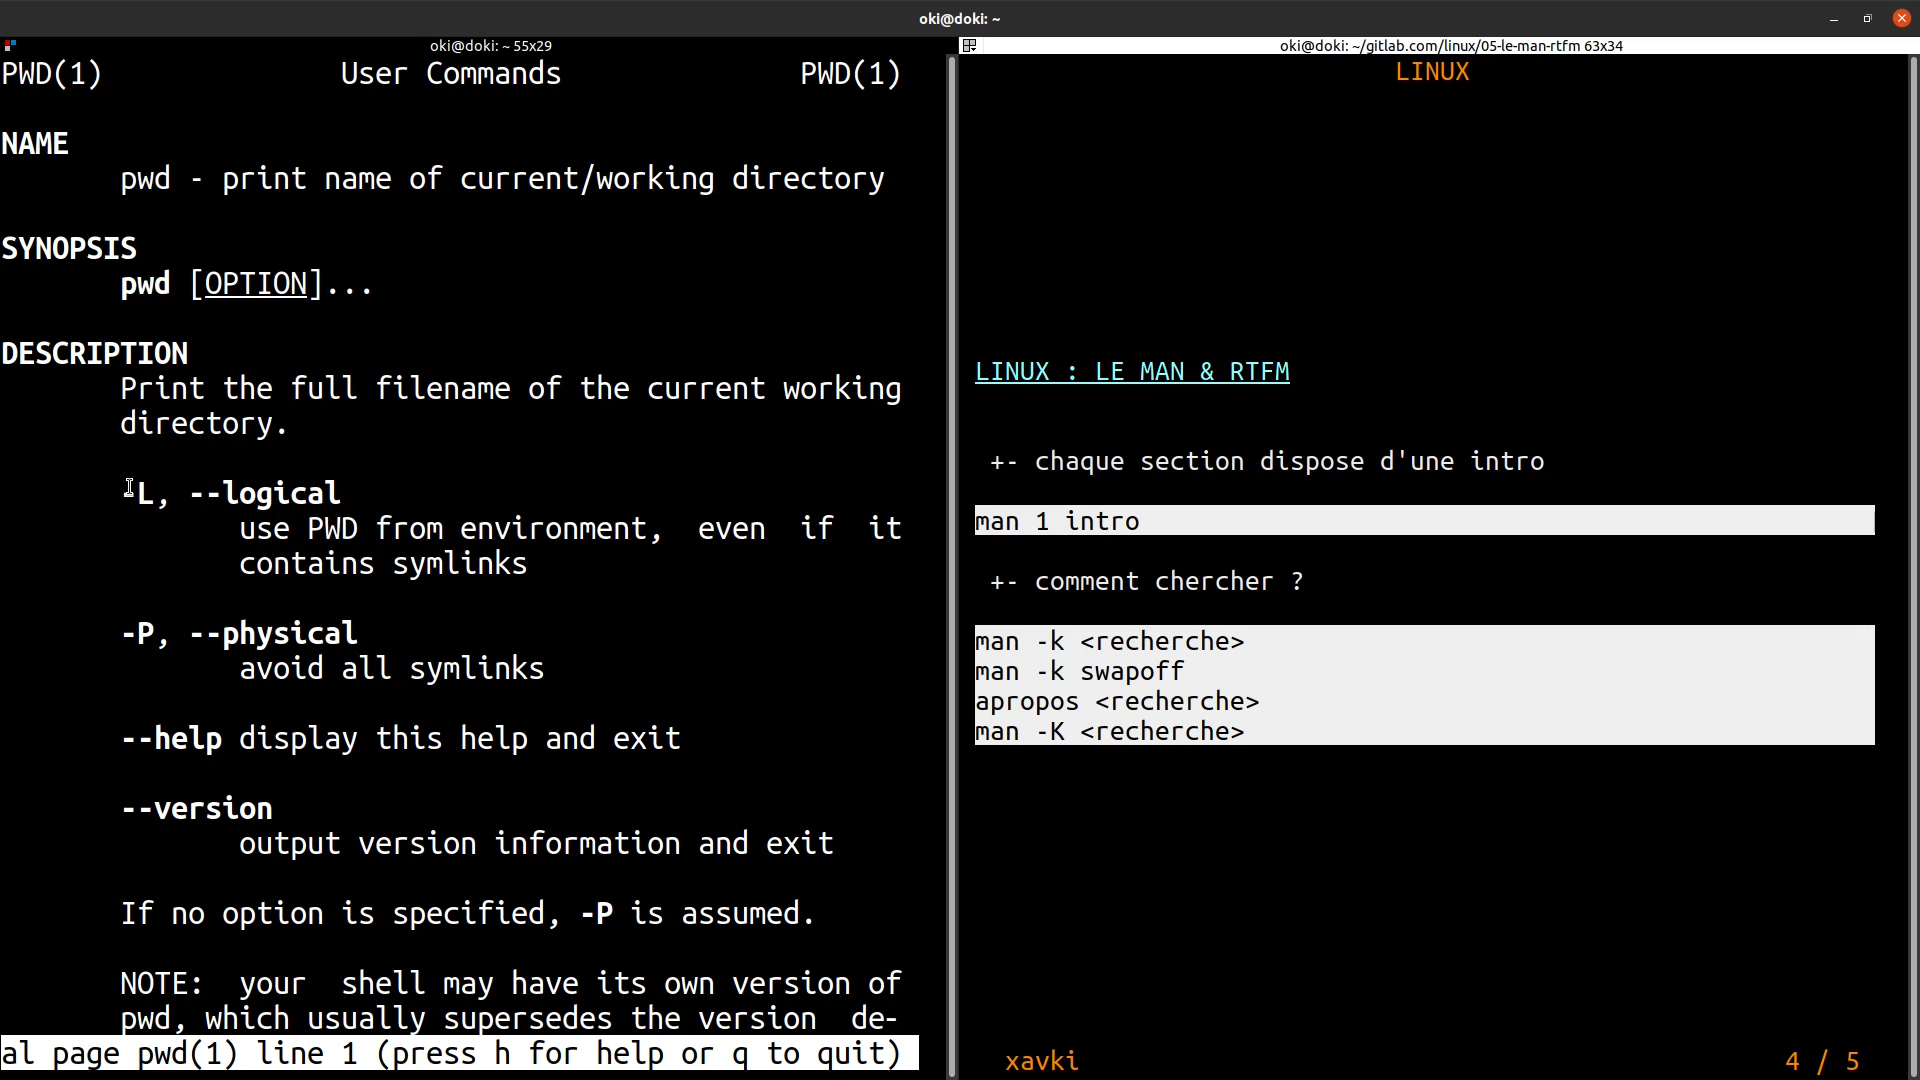 oki@doki: ~
oki@doki: ~ 55x29
PWD(1) User Commands PWD(1)
NAME
pwd - print name of current/working directory
SYNOPSIS
pwd [OPTION]...
DESCRIPTION
Print the full filename of the current working
directory.
-L, --logical
use PWD from environment, even if it
contains symlinks
-P, --physical
avoid all symlinks
--help display this help and exit
--version
output version information and exit
If no option is specified, -P is assumed.
NOTE: your shell may have its own version of
pwd, which usually supersedes the version de-
al page pwd(1) line 1 (press h for help or q to quit)
oki@doki: ~/gitlab.com/linux/05-le-man-rtfm 63x34
LINUX
LINUX : LE MAN & RTFM
+- chaque section dispose d'une intro
man 1 intro
+- comment chercher ?
man -k <recherche>
man -k swapoff
apropos <recherche>
man -K <recherche>
xavki 4 / 5